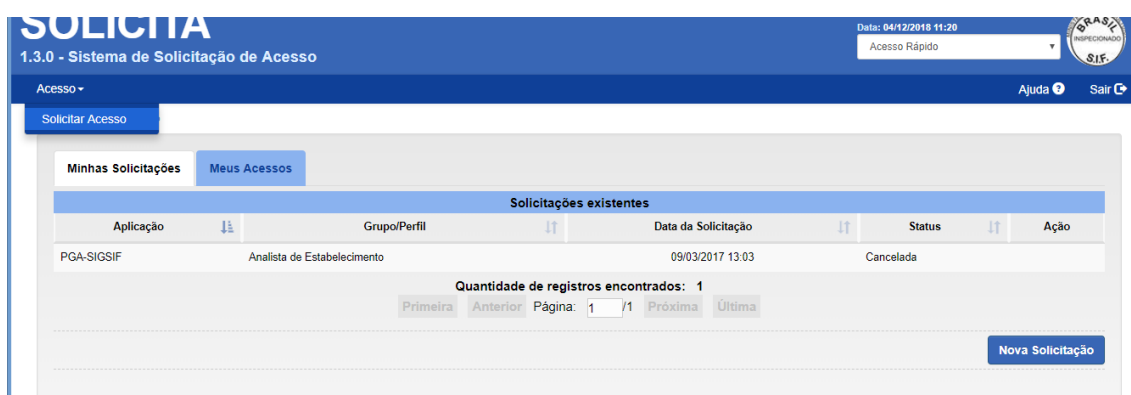 SOLICITA
Data: 04/12/2018 11:20
Acesso Rápido
BRASIL
INSPECIONADO
S.I.F.
1.3.0 - Sistema de Solicitação de Acesso
Acesso
Ajuda
Sair
Solicitar Acesso
Minhas Solicitações
Meus Acessos
Solicitações existentes
Aplicação Grupo/Perfil Data da Solicitação Status Ação
PGA-SIGSIF Analista de Estabelecimento 09/03/2017 13:03 Cancelada
Quantidade de registros encontrados: 1
Primeira Anterior Página: 1 /1 Próxima Última
Nova Solicitação